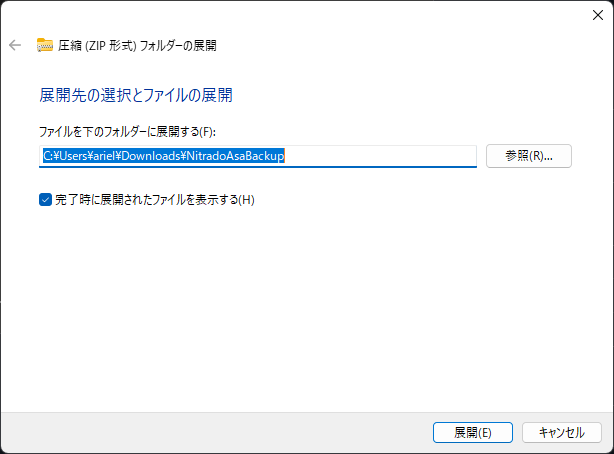 圧縮 (ZIP 形式) フォルダーの展開
展開先の選択とファイルの展開
ファイルを下のフォルダーに展開する(F):
C:¥Users¥ariel¥Downloads¥NitradoAsaBackup
参照(R)...
完了時に展開されたファイルを表示する(H)
展開(E)
キャンセル